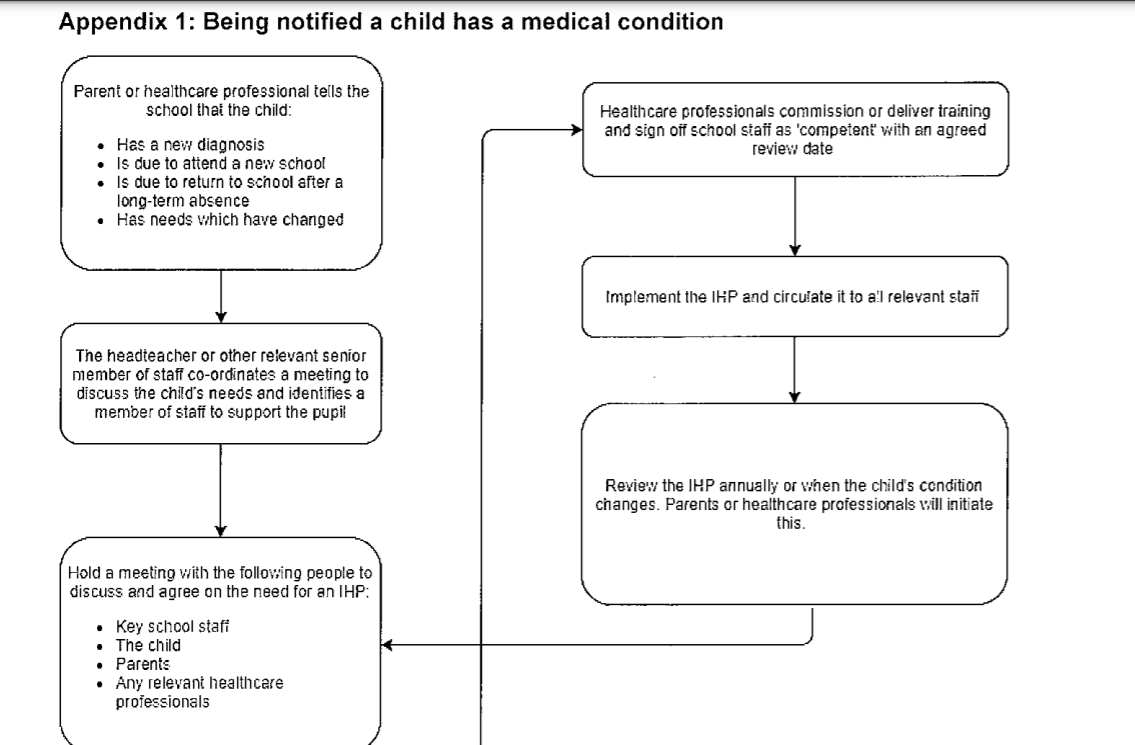 Appendix 1: Being notified a child has a medical condition
Parent or healthcare professional tells the
school that the child:
• Has a new diagnosis
• Is due to attend a new school
• Is due to return to school after a
long-term absence
• Has needs which have changed
The headteacher or other relevant senior
member of staff co-ordinates a meeting to
discuss the child's needs and identifies a
member of staff to support the pupil
Hold a meeting with the following people to
discuss and agree on the need for an IHP:
• Key school staff
• The child
• Parents
• Any relevant healthcare
professionals
Healthcare professionals commission or deliver training
and sign off school staff as 'competent' with an agreed
review date
Implement the IHP and circulate it to all relevant staff
Review the IHP annually or when the child's condition
changes. Parents or healthcare professionals will initiate
this.